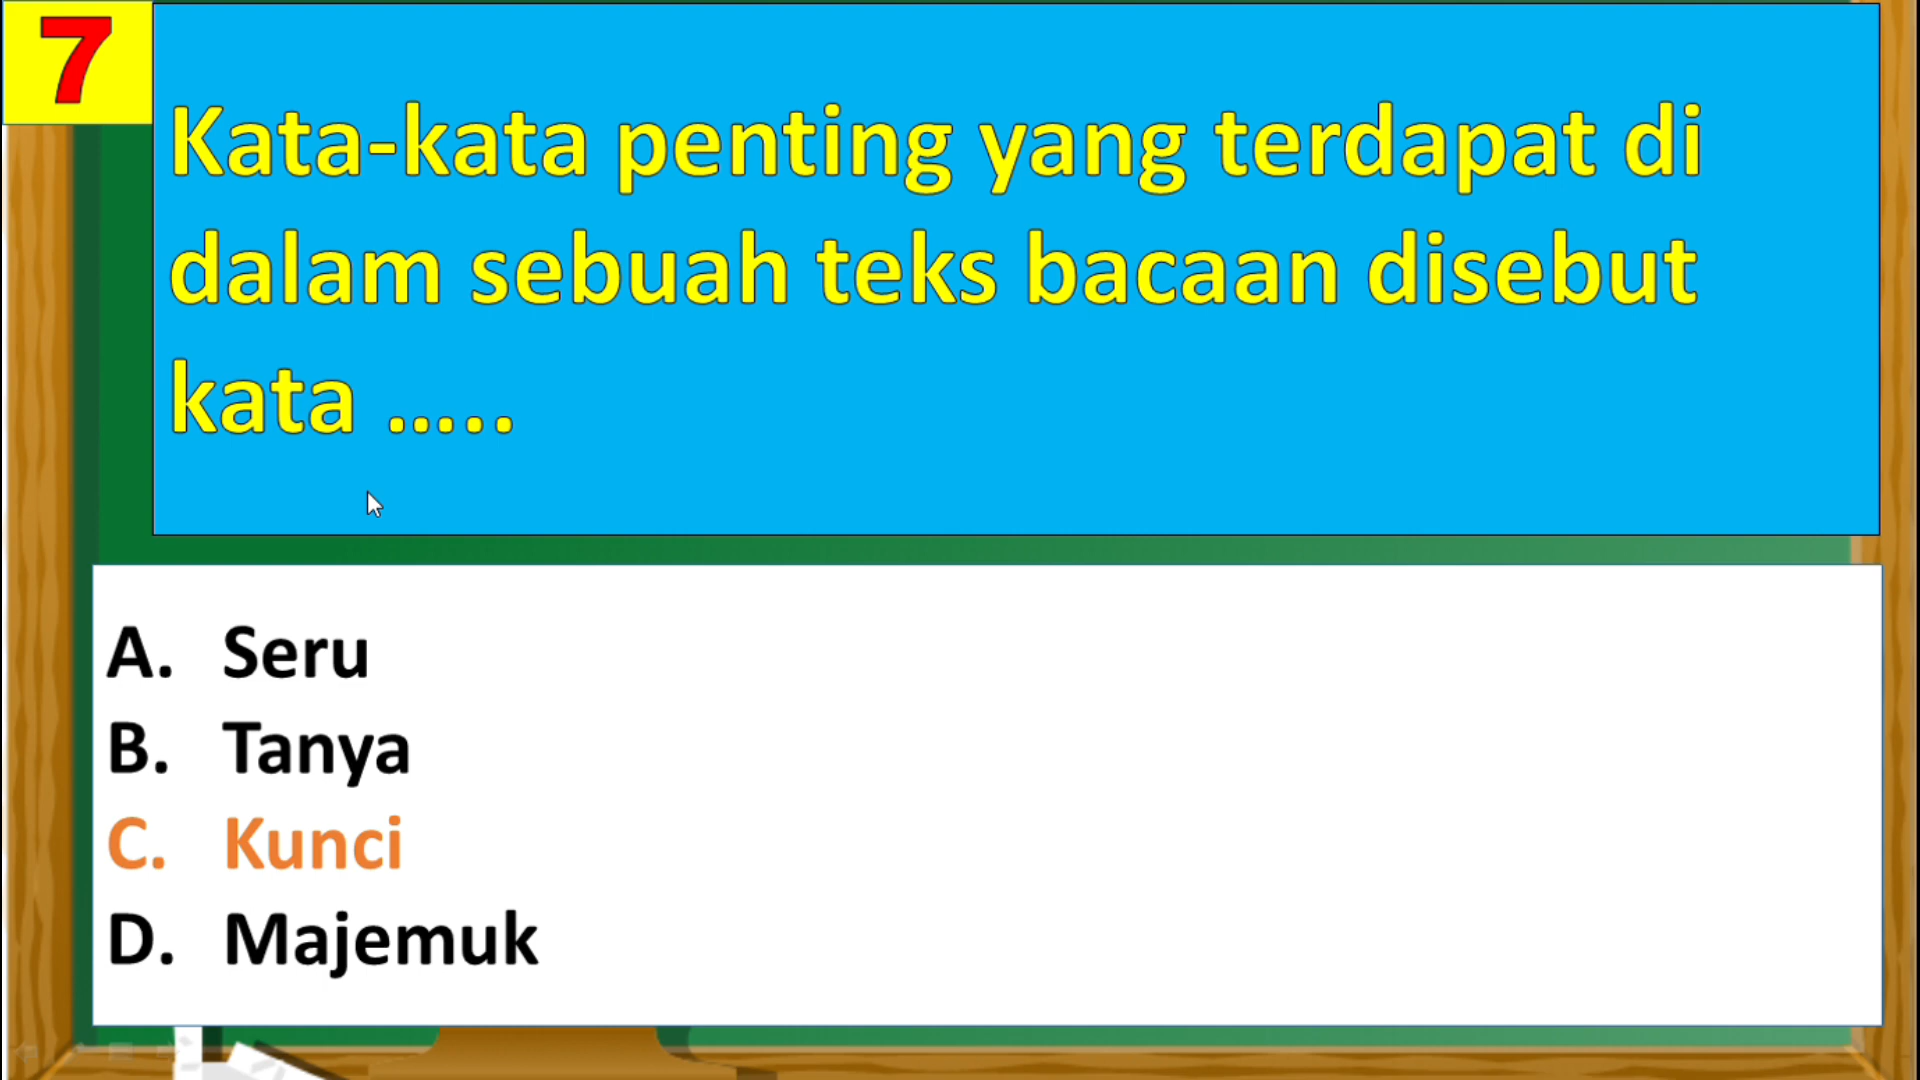 7
Kata-kata penting yang terdapat di
dalam sebuah teks bacaan disebut
kata .....
A. Seru
B. Tanya
C. Kunci
D. Majemuk